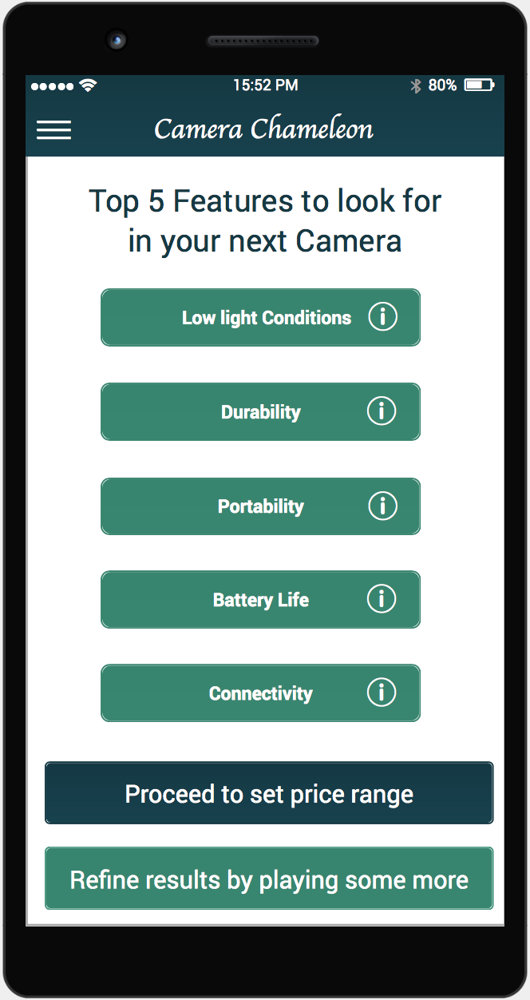 15:52 PM
80%
Camera Chameleon
Top 5 Features to look for
in your next Camera
Low light Conditions
Durability
Portability
Battery Life
Connectivity
Proceed to set price range
Refine results by playing some more